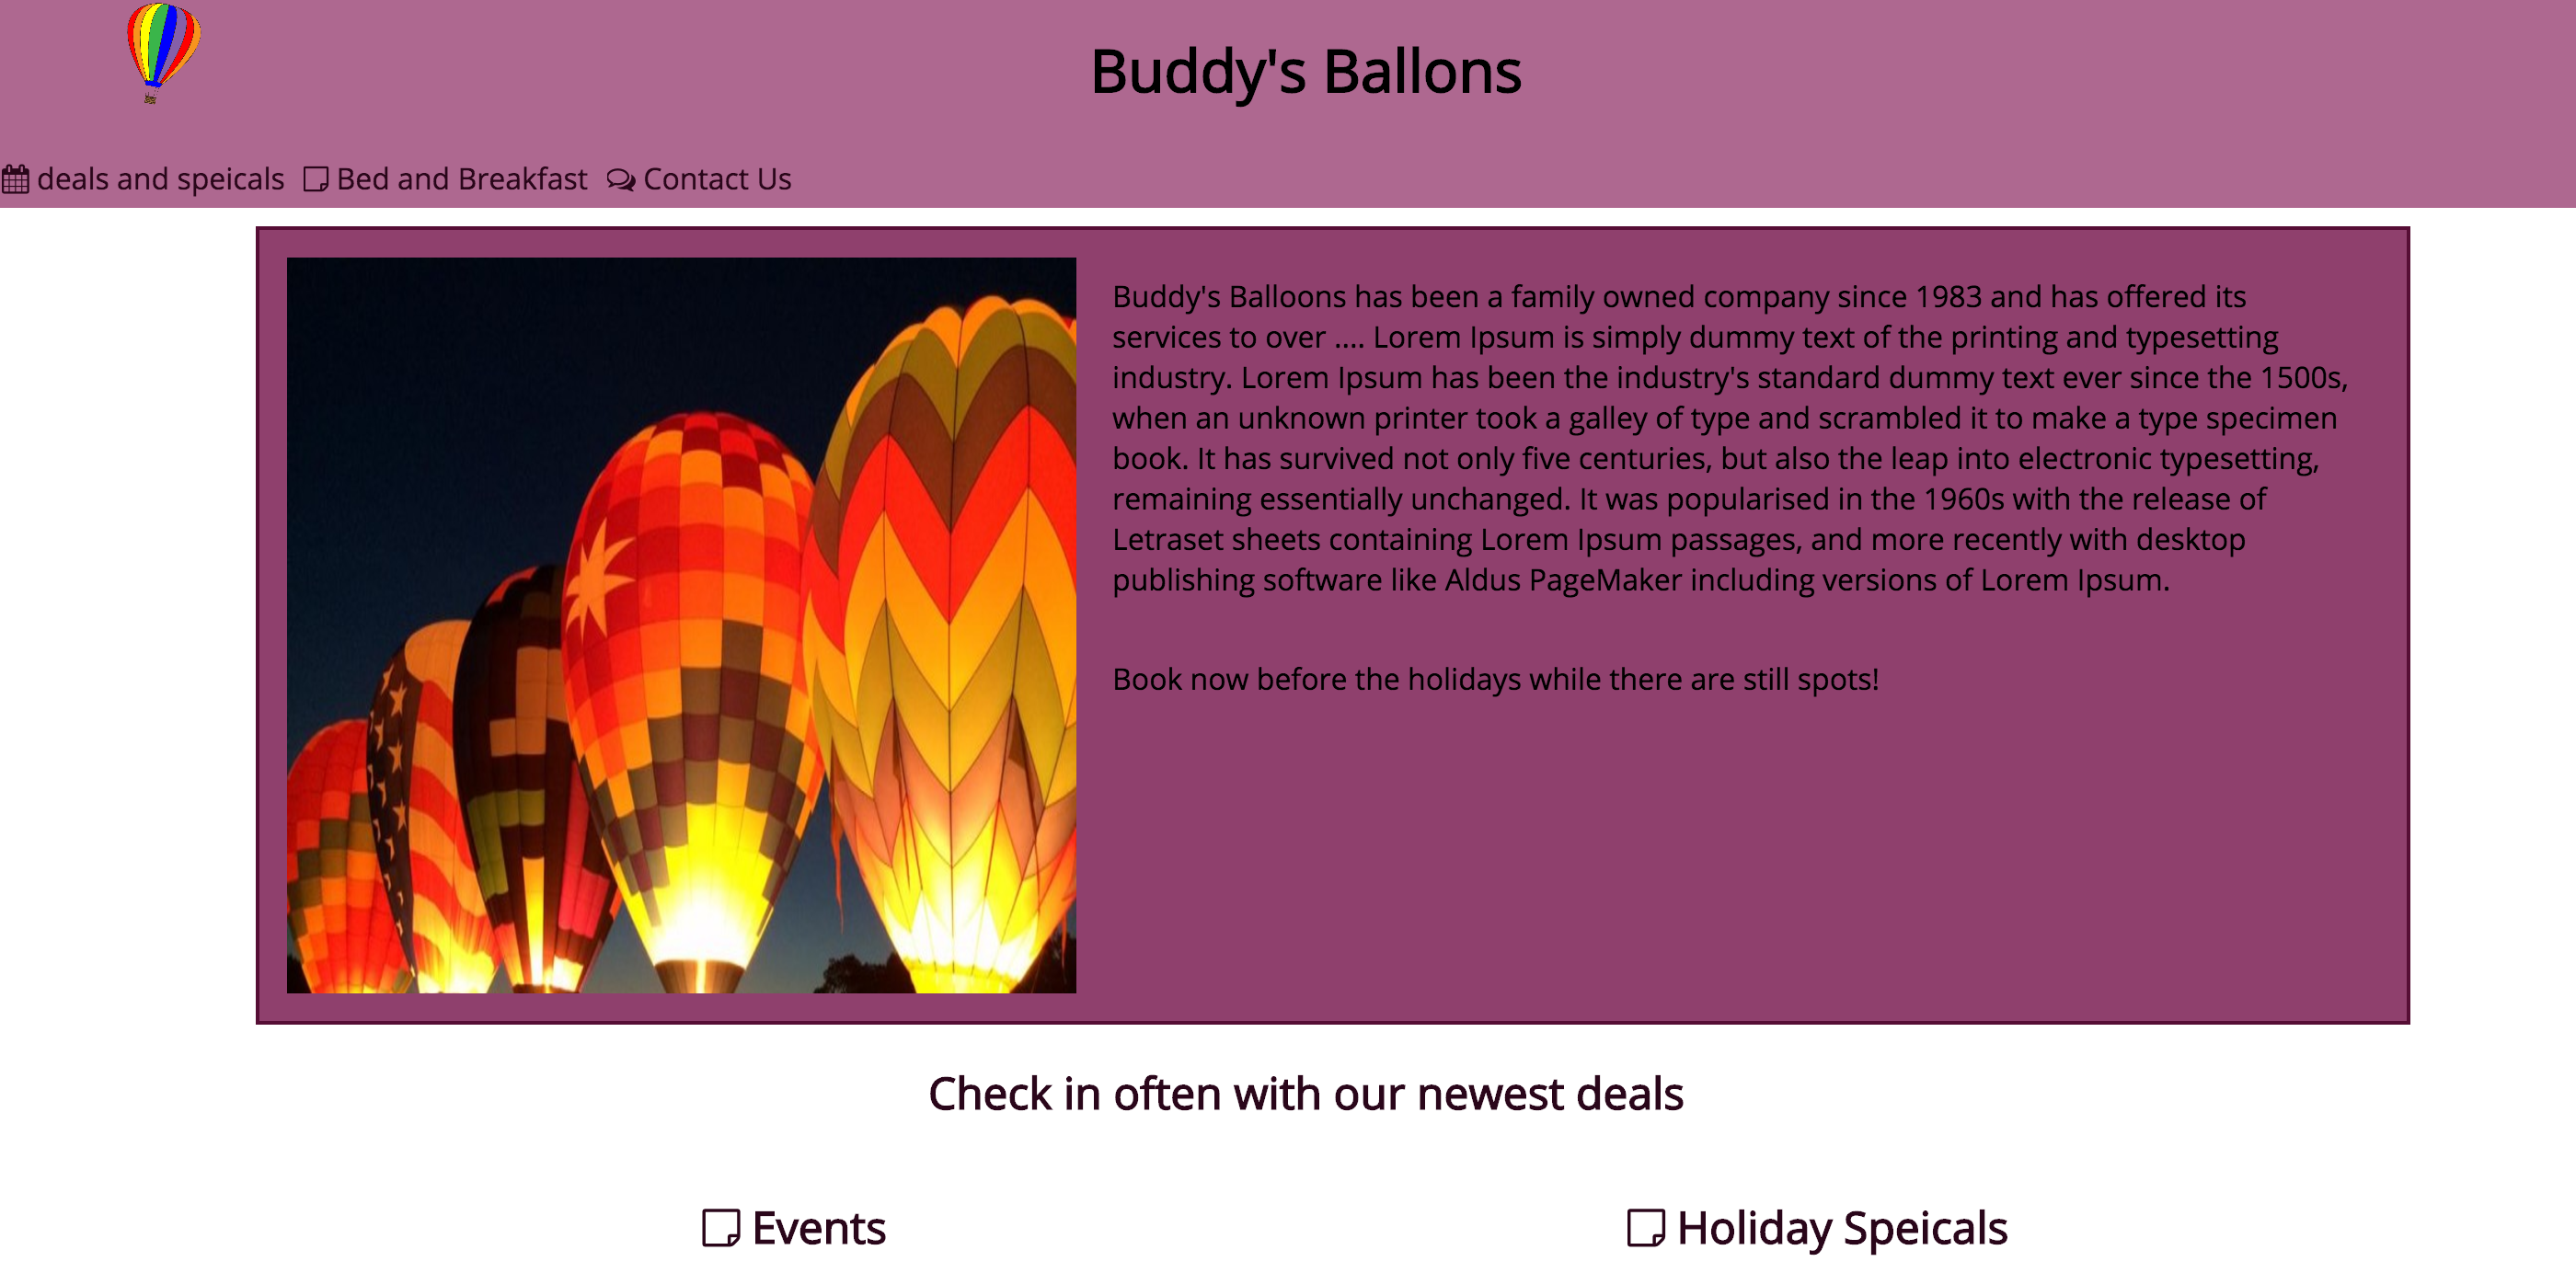 Buddy's Ballons
deals and speicals Bed and Breakfast Contact Us
Buddy's Balloons has been a family owned company since 1983 and has offered its
services to over .... Lorem Ipsum is simply dummy text of the printing and typesetting
industry. Lorem Ipsum has been the industry's standard dummy text ever since the 1500s,
when an unknown printer took a galley of type and scrambled it to make a type specimen
book. It has survived not only five centuries, but also the leap into electronic typesetting,
remaining essentially unchanged. It was popularised in the 1960s with the release of
Letraset sheets containing Lorem Ipsum passages, and more recently with desktop
publishing software like Aldus PageMaker including versions of Lorem Ipsum.
Book now before the holidays while there are still spots!
Check in often with our newest deals
Events Holiday Speicals